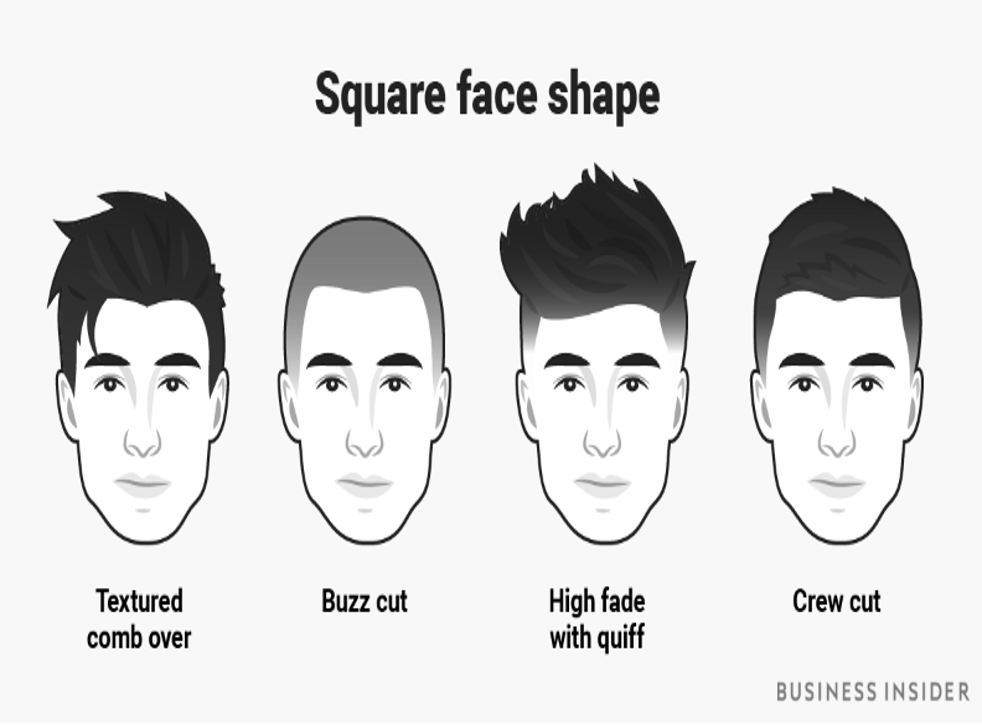 Square face shape
Textured
comb over
Buzz cut
High fade
with quiff
Crew cut
BUSINESS INSIDER